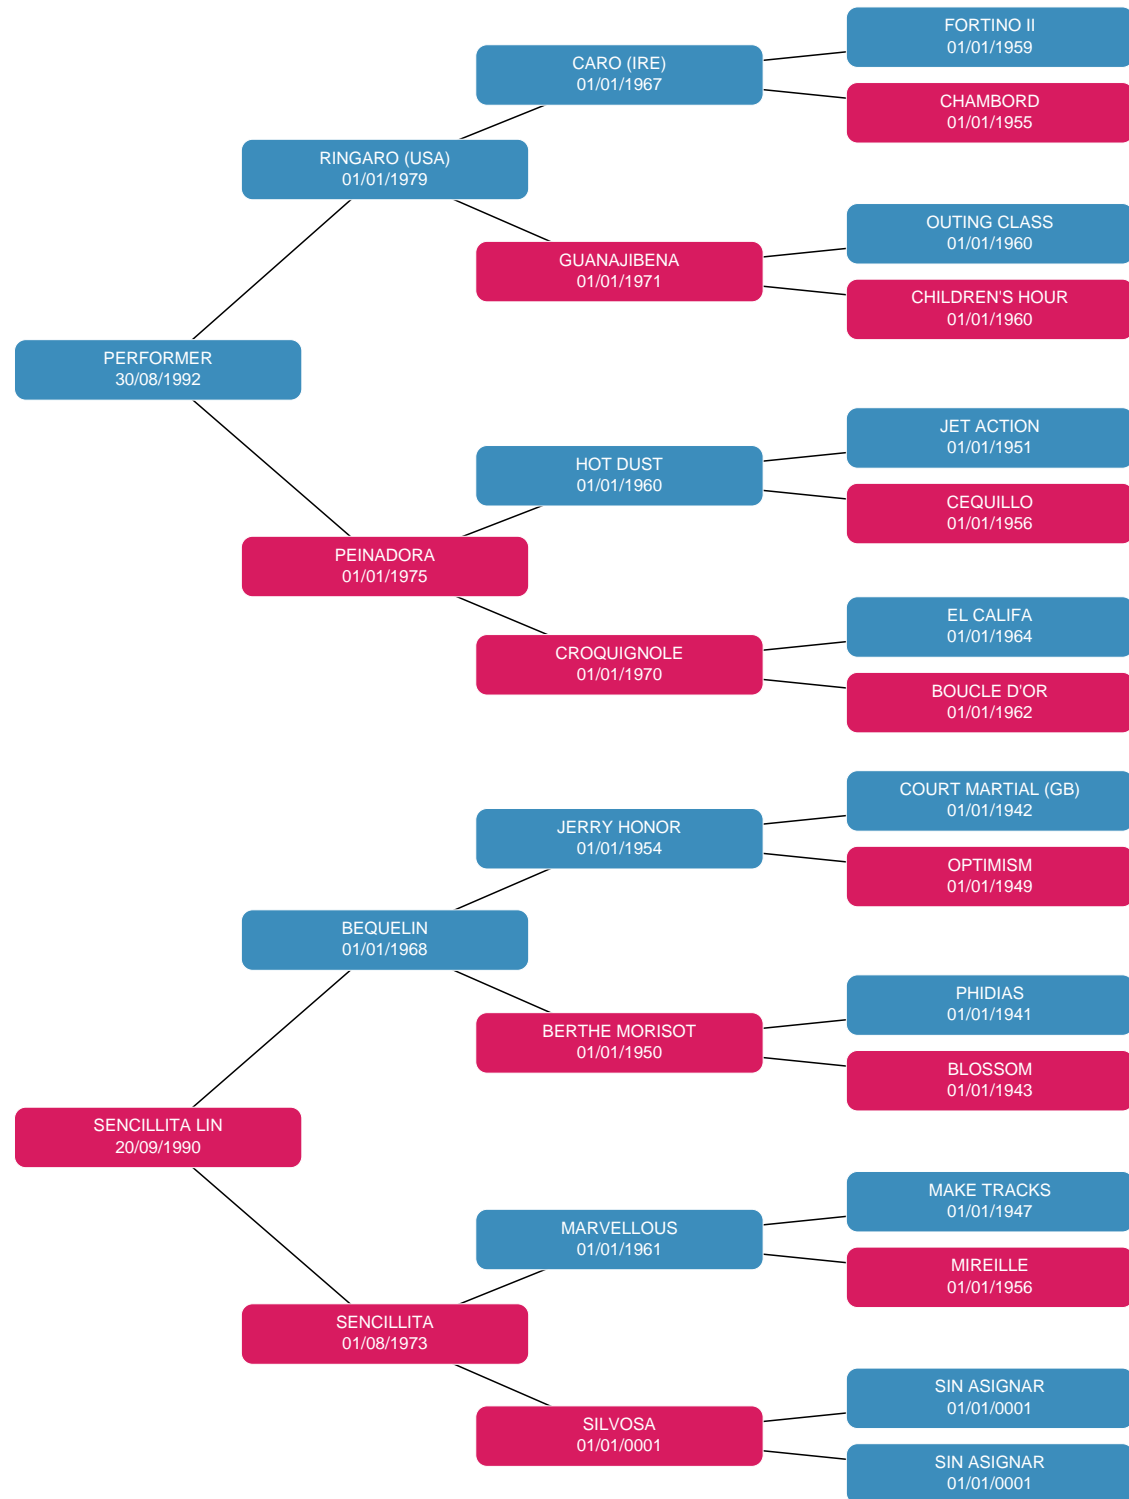 FORTINO II
01/01/1959
CARO (IRE)
01/01/1967
CHAMBORD
01/01/1955
RINGARO (USA)
01/01/1979
OUTING CLASS
01/01/1960
GUANAJIBENA
01/01/1971
CHILDREN'S HOUR
01/01/1960
PERFORMER
30/08/1992
JET ACTION
01/01/1951
HOT DUST
01/01/1960
CEQUILLO
01/01/1956
PEINADORA
01/01/1975
EL CALIFA
01/01/1964
CROQUIGNOLE
01/01/1970
BOUCLE D'OR
01/01/1962
COURT MARTIAL (GB)
01/01/1942
JERRY HONOR
01/01/1954
OPTIMISM
01/01/1949
BEQUELIN
01/01/1968
PHIDIAS
01/01/1941
BERTHE MORISOT
01/01/1950
BLOSSOM
01/01/1943
SENCILLITA LIN
20/09/1990
MAKE TRACKS
01/01/1947
MARVELLOUS
01/01/1961
MIREILLE
01/01/1956
SENCILLITA
01/08/1973
SIN ASIGNAR
01/01/0001
SILVOSA
01/01/0001
SIN ASIGNAR
01/01/0001